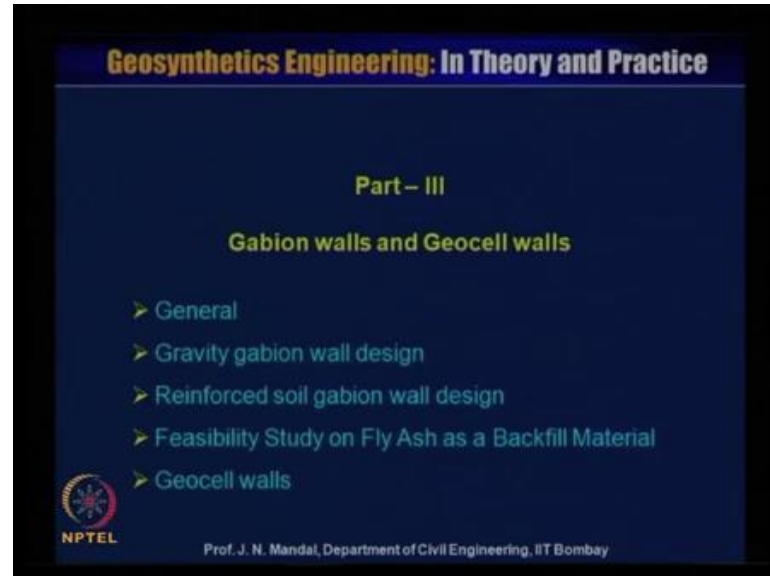 Geosynthetics Engineering: In Theory and Practice
Part – III
Gabion walls and Geocell walls
➢ General
➢ Gravity gabion wall design
➢ Reinforced soil gabion wall design
➢ Feasibility Study on Fly Ash as a Backfill Material
➢ Geocell walls
NPTEL
Prof. J. N. Mandal, Department of Civil Engineering, IIT Bombay